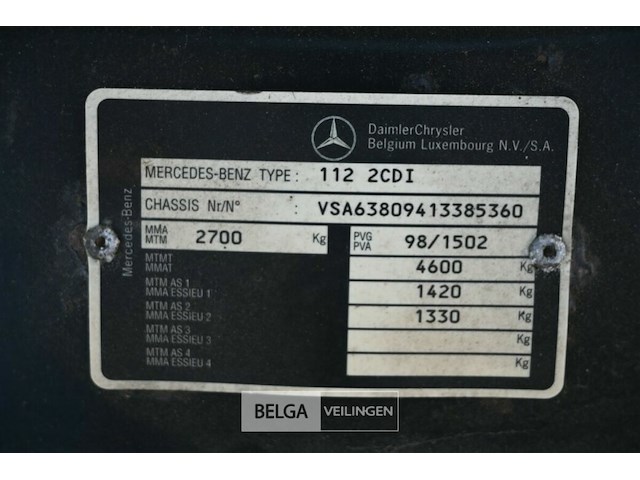 DaimlerChrysler
Belgium Luxembourg N.V./S.A.
Mercedes-Benz
MERCEDES-BENZ TYPE: 112 2CDI
CHASSIS Nr/N° : VSA63809413385360
MMA
MTM 2700 Kg
PVG
PVA 98/1502
MTMT
MMAT 4600 Kg
MTM AS 1
MMA ESSIEU 1 1420 Kg
MTM AS 2
MMA ESSIEU 2 1330 Kg
MTM AS 3
MMA ESSIEU 3 Kg
MTM AS 4
MMA ESSIEU 4 Kg
BELGA VEILINGEN